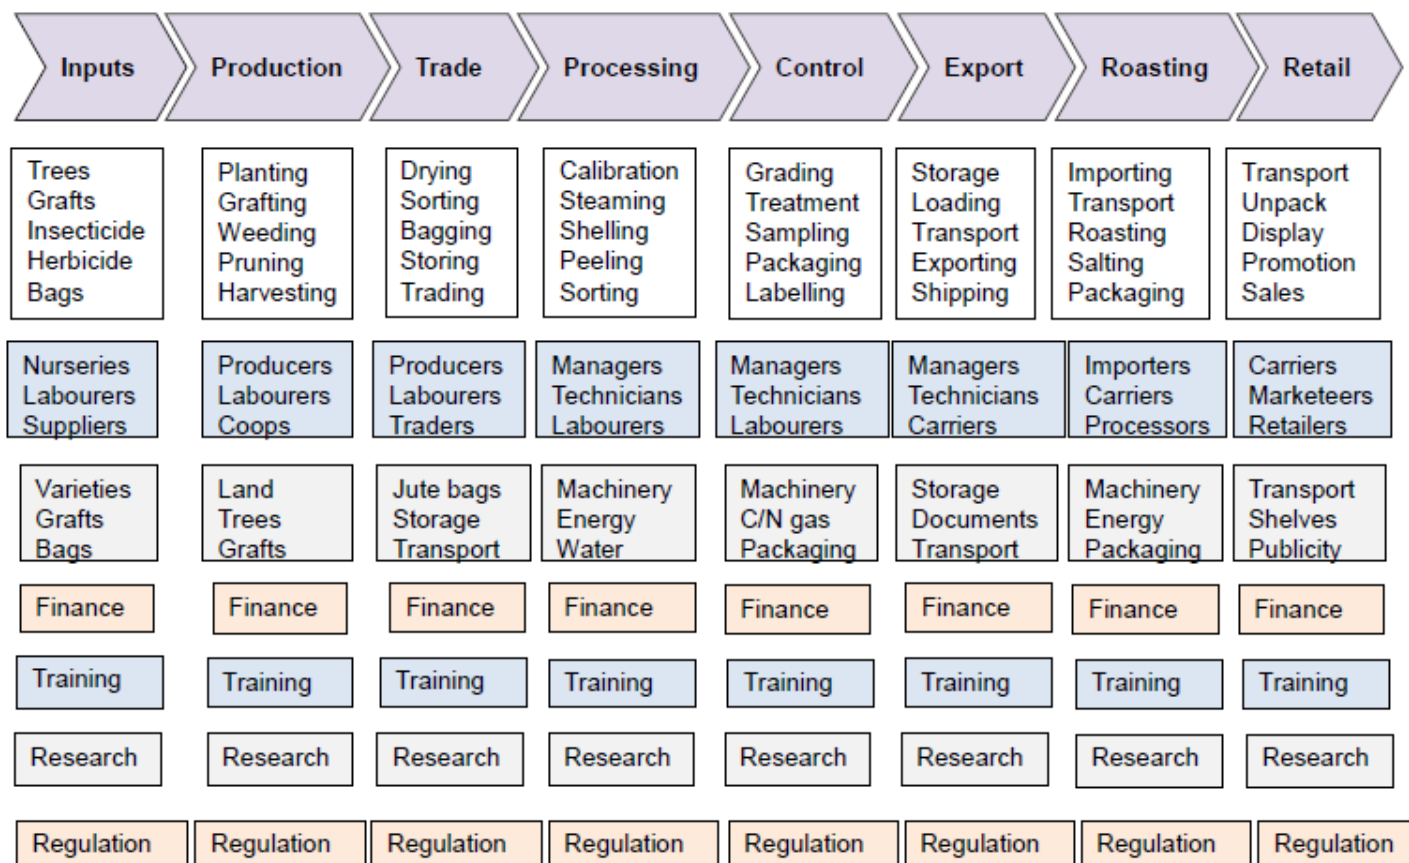 Inputs Production Trade Processing Control Export Roasting Retail
Trees
Grafts
Insecticide
Herbicide
Bags
Planting
Grafting
Weeding
Pruning
Harvesting
Drying
Sorting
Bagging
Storing
Trading
Calibration
Steaming
Shelling
Peeling
Sorting
Grading
Treatment
Sampling
Packaging
Labelling
Storage
Loading
Transport
Exporting
Shipping
Importing
Transport
Roasting
Salting
Packaging
Transport
Unpack
Display
Promotion
Sales
Nurseries
Labourers
Suppliers
Producers
Labourers
Coops
Producers
Labourers
Traders
Managers
Technicians
Labourers
Managers
Technicians
Labourers
Managers
Technicians
Carriers
Importers
Carriers
Processors
Carriers
Marketeers
Retailers
Varieties
Grafts
Bags
Land
Trees
Grafts
Jute bags
Storage
Transport
Machinery
Energy
Water
Machinery
C/N gas
Packaging
Storage
Documents
Transport
Machinery
Energy
Packaging
Transport
Shelves
Publicity
Finance Finance Finance Finance Finance Finance Finance Finance
Training Training Training Training Training Training Training Training
Research Research Research Research Research Research Research Research
Regulation Regulation Regulation Regulation Regulation Regulation Regulation Regulation